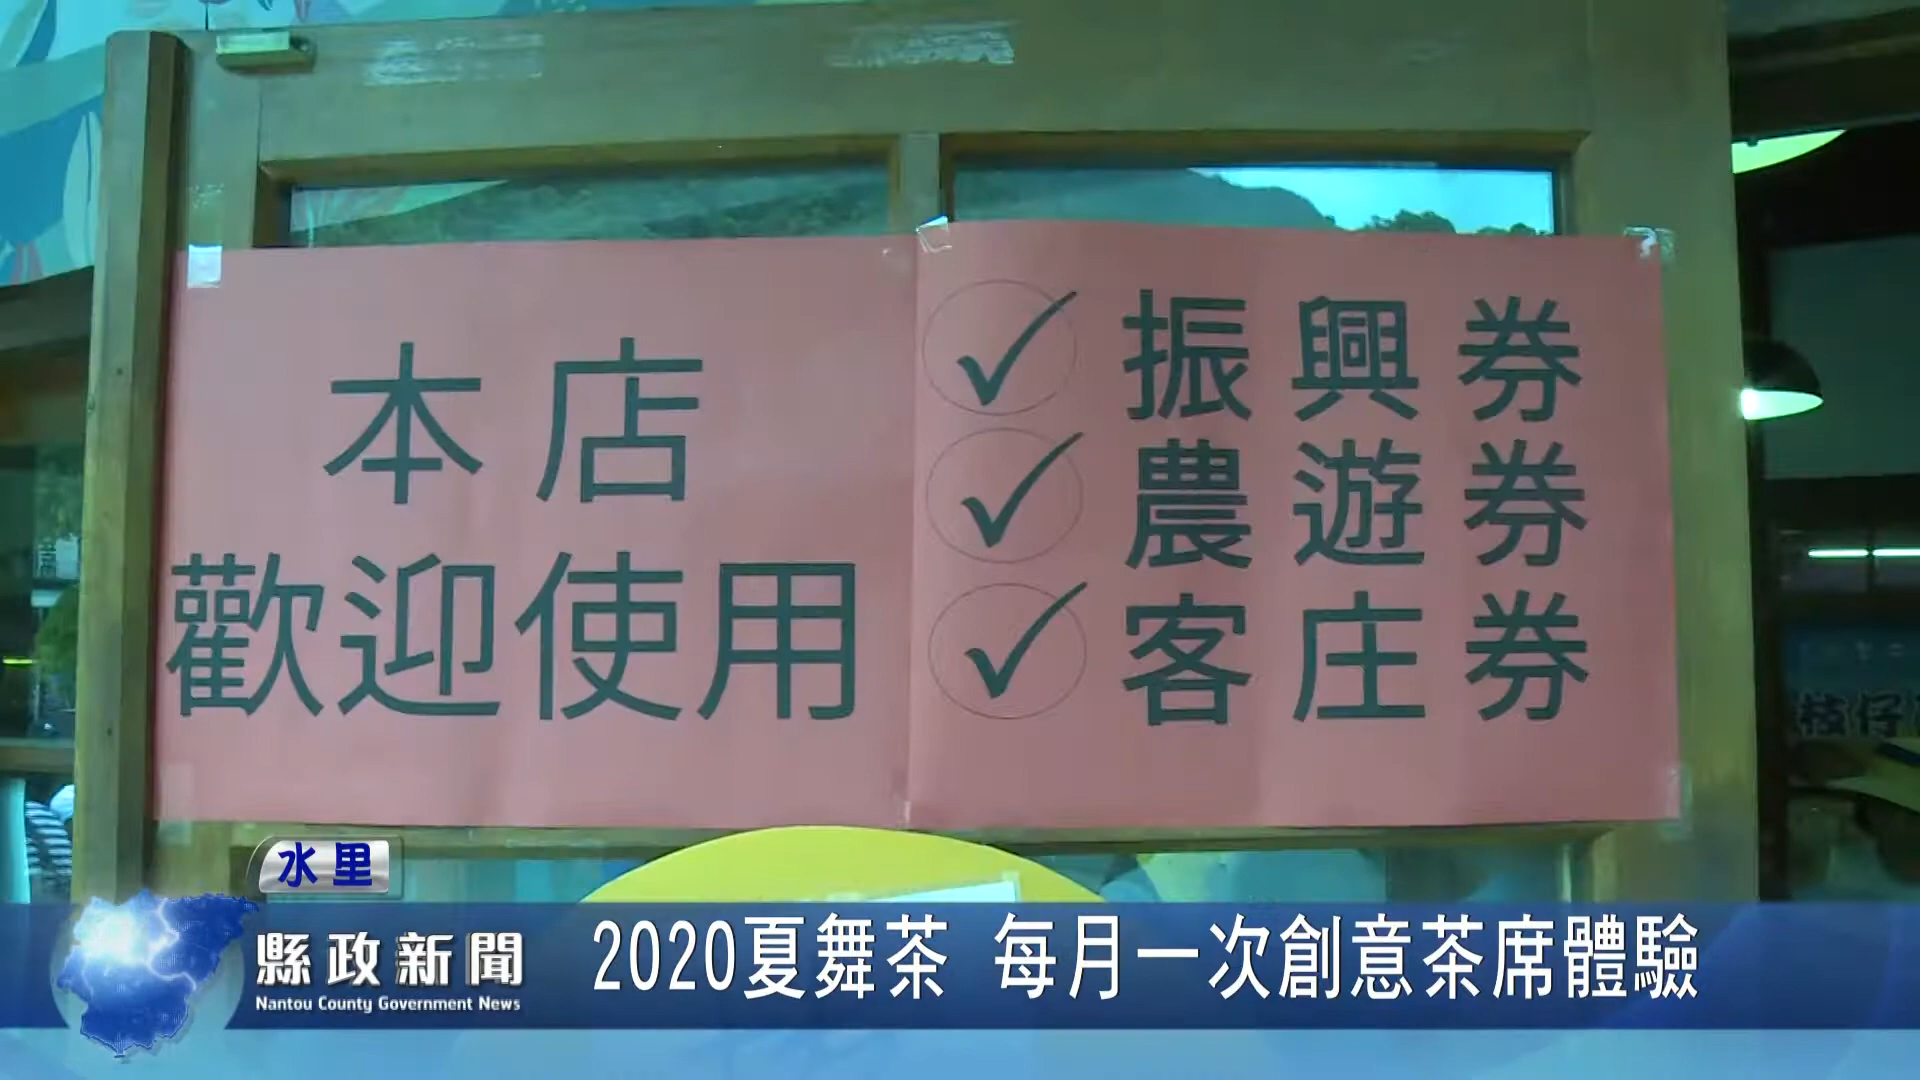 本店
歡迎使用
振興券
農遊券
客庄券
枝仔
水里
縣政新聞
Nantou County Government News
2020夏舞茶 每月一次創意茶席體驗